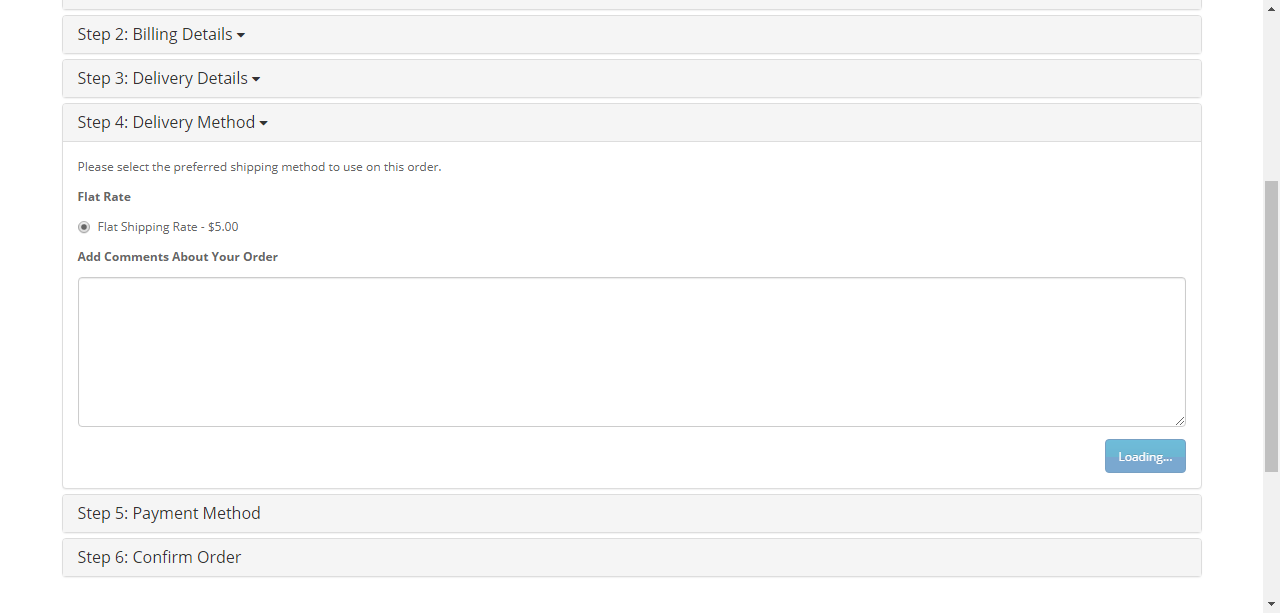 Step 2: Billing Details
Step 3: Delivery Details
Step 4: Delivery Method
Please select the preferred shipping method to use on this order.
Flat Rate
Flat Shipping Rate - $5.00
Add Comments About Your Order
Loading...
Step 5: Payment Method
Step 6: Confirm Order